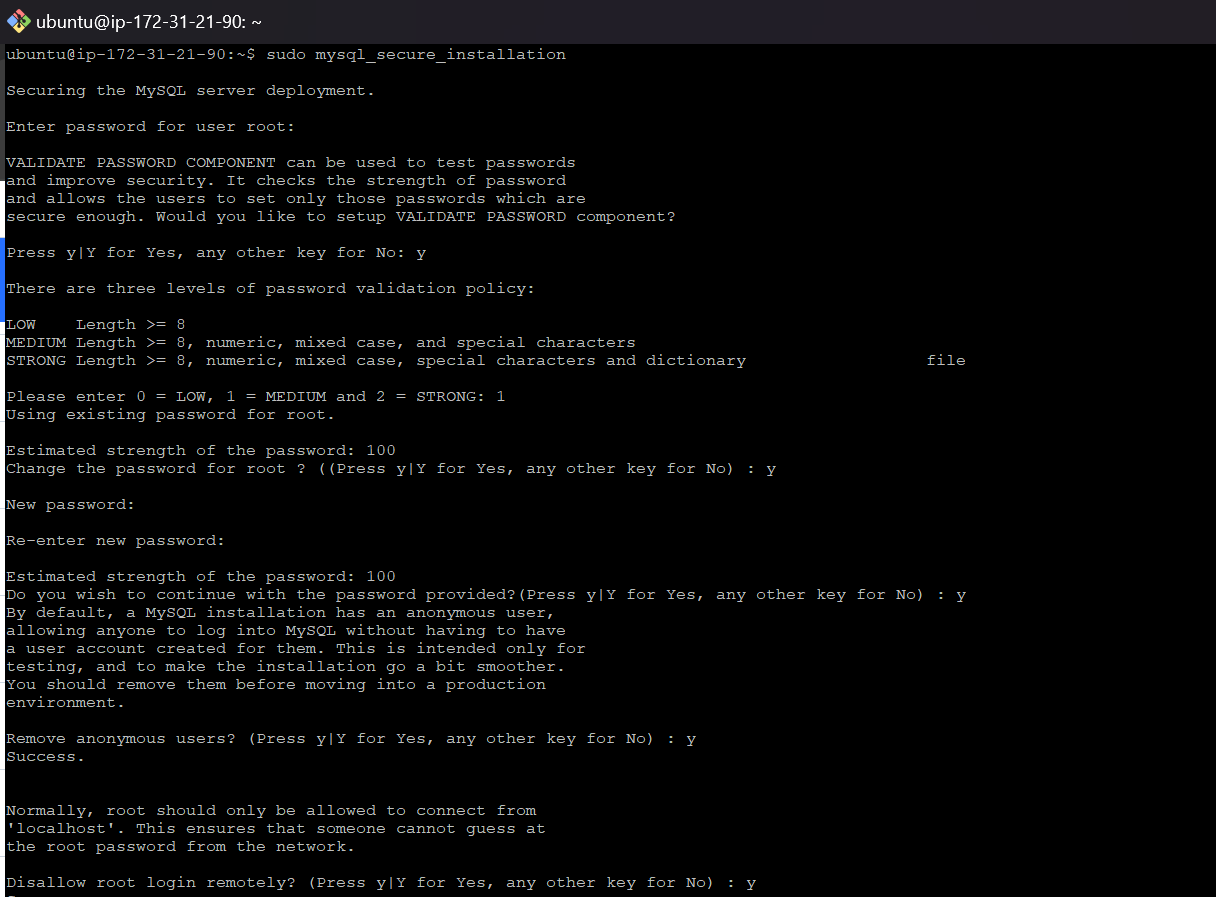 ubuntu@ip-172-31-21-90: ~
ubuntu@ip-172-31-21-90:~$ sudo mysql_secure_installation
Securing the MySQL server deployment.
Enter password for user root:
VALIDATE PASSWORD COMPONENT can be used to test passwords
and improve security. It checks the strength of password
and allows the users to set only those passwords which are
secure enough. Would you like to setup VALIDATE PASSWORD component?
Press y|Y for Yes, any other key for No: y
There are three levels of password validation policy:
LOW    Length >= 8
MEDIUM Length >= 8, numeric, mixed case, and special characters
STRONG Length >= 8, numeric, mixed case, special characters and dictionary                  file
Please enter 0 = LOW, 1 = MEDIUM and 2 = STRONG: 1
Using existing password for root.
Estimated strength of the password: 100
Change the password for root ? ((Press y|Y for Yes, any other key for No) : y
New password:
Re-enter new password:
Estimated strength of the password: 100
Do you wish to continue with the password provided?(Press y|Y for Yes, any other key for No) : y
By default, a MySQL installation has an anonymous user,
allowing anyone to log into MySQL without having to have
a user account created for them. This is intended only for
testing, and to make the installation go a bit smoother.
You should remove them before moving into a production
environment.
Remove anonymous users? (Press y|Y for Yes, any other key for No) : y
Success.
Normally, root should only be allowed to connect from
'localhost'. This ensures that someone cannot guess at
the root password from the network.
Disallow root login remotely? (Press y|Y for Yes, any other key for No) : y